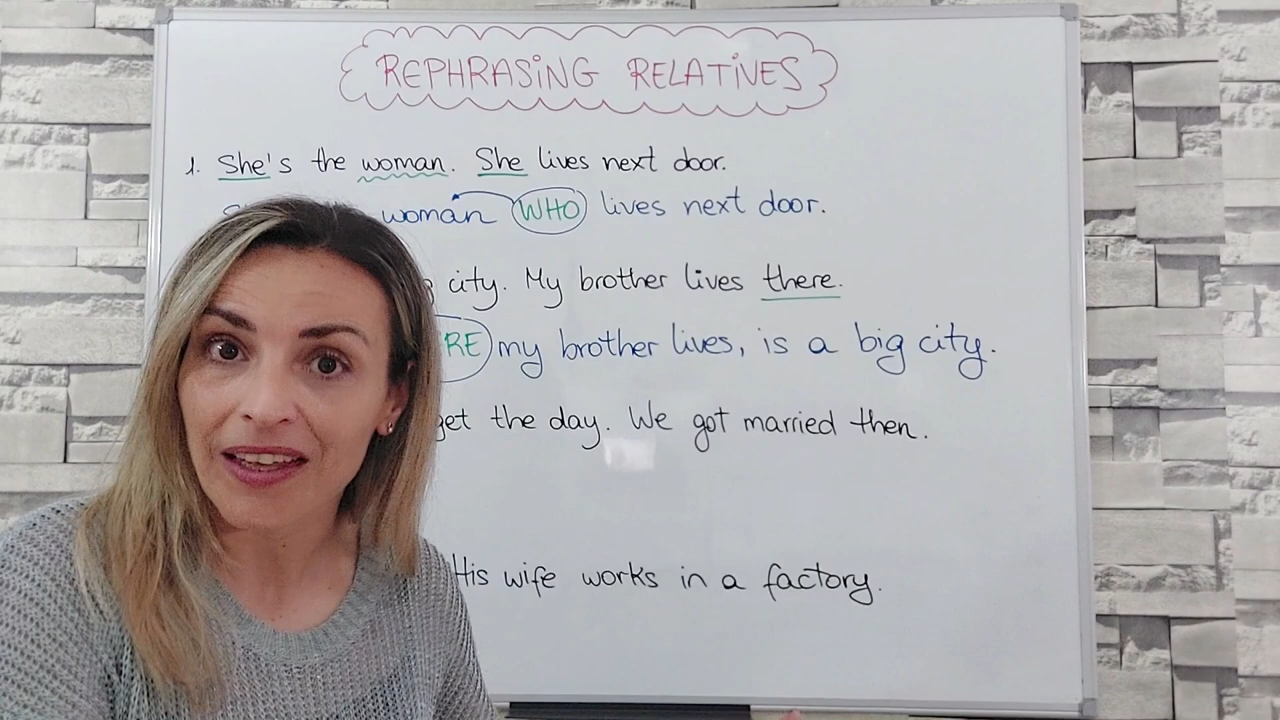 REPHRASING RELATIVES
1. She's the woman. She lives next door.
woman WHO lives next door.
city. My brother lives there.
RE my brother lives, is a big city.
get the day. We got married then.
His wife works in a factory.